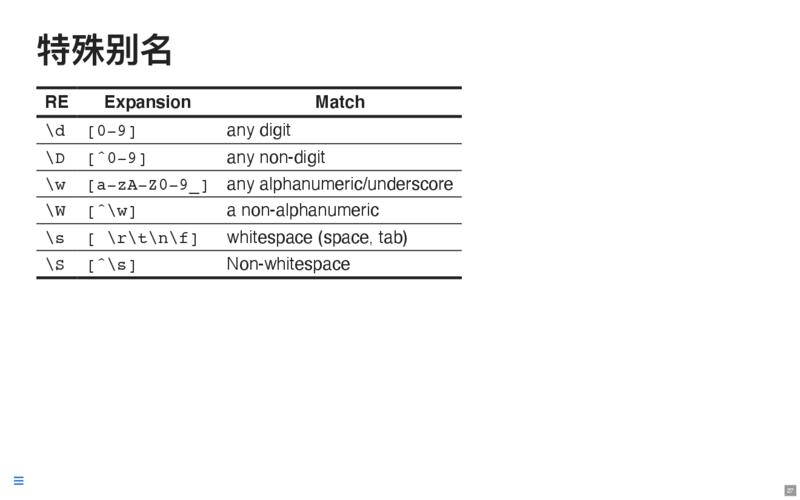 特殊别名
RE Expansion Match
\d [0-9] any digit
\D [^0-9] any non-digit
\w [a-zA-Z0-9_] any alphanumeric/underscore
\W [^\w] a non-alphanumeric
\s [ \r\t\n\f] whitespace (space, tab)
\S [^\s] Non-whitespace
27